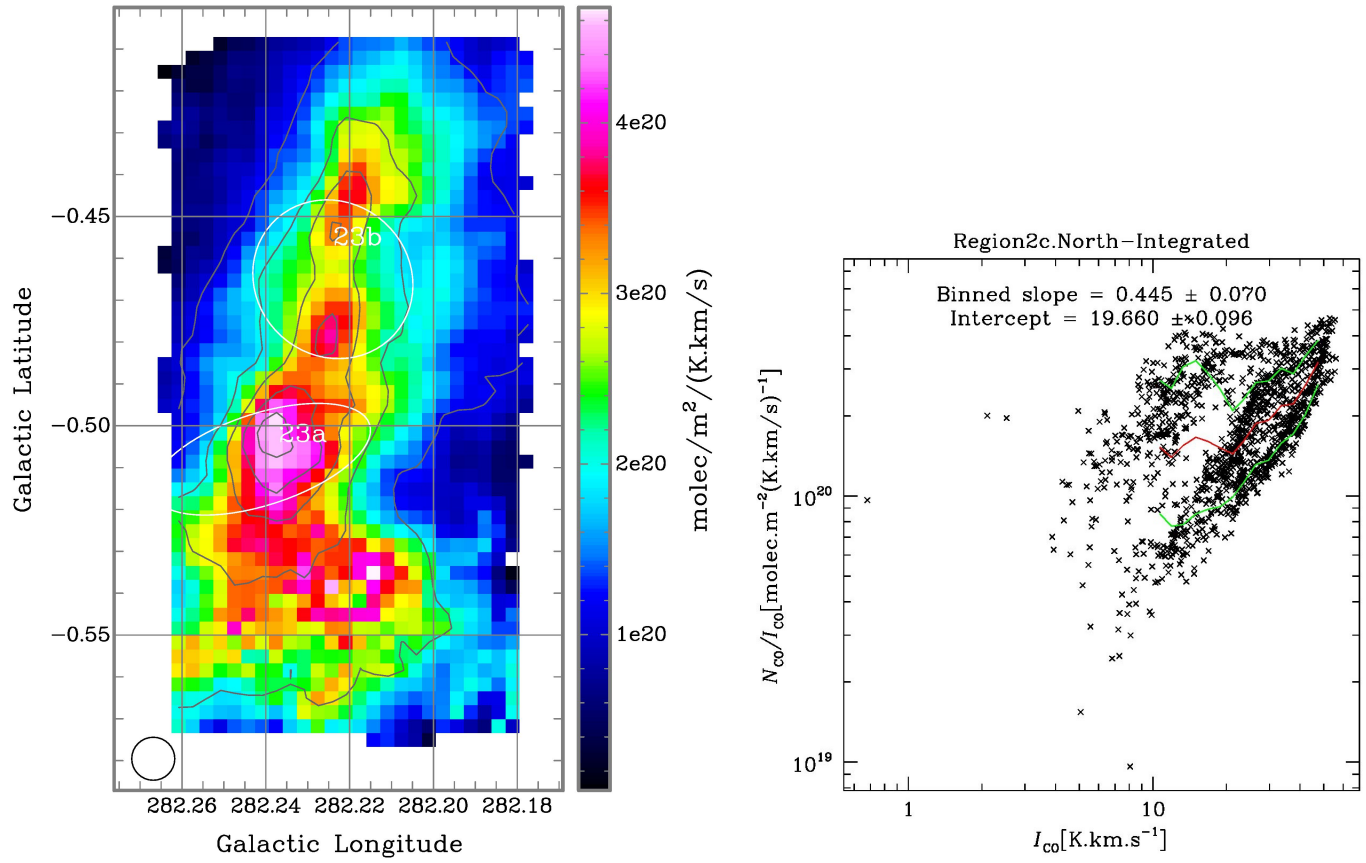 −0.45
−0.50
−0.55
Galactic Latitude
23b
23a
282.26 282.24 282.22 282.20 282.18
Galactic Longitude
4e20
3e20
2e20
1e20
molec/m²/(K.km/s)
Region2c.North−Integrated
Binned slope = 0.445 ± 0.070
Intercept = 19.660 ± 0.096
10²⁰
10¹⁹
N_CO/I_CO[molec.m⁻²(K.km/s)⁻¹]
1 10
I_CO[K.km.s⁻¹]